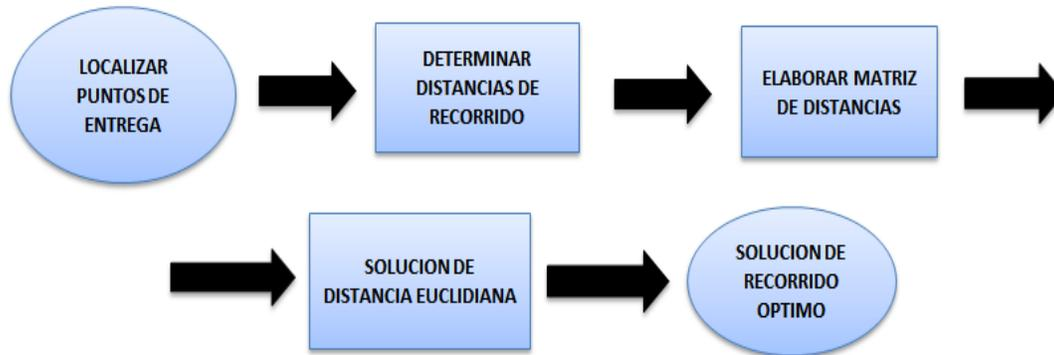 LOCALIZAR
PUNTOS DE
ENTREGA
DETERMINAR
DISTANCIAS DE
RECORRIDO
ELABORAR MATRIZ
DE DISTANCIAS
SOLUCION DE
DISTANCIA EUCLIDIANA
SOLUCION DE
RECORRIDO
OPTIMO